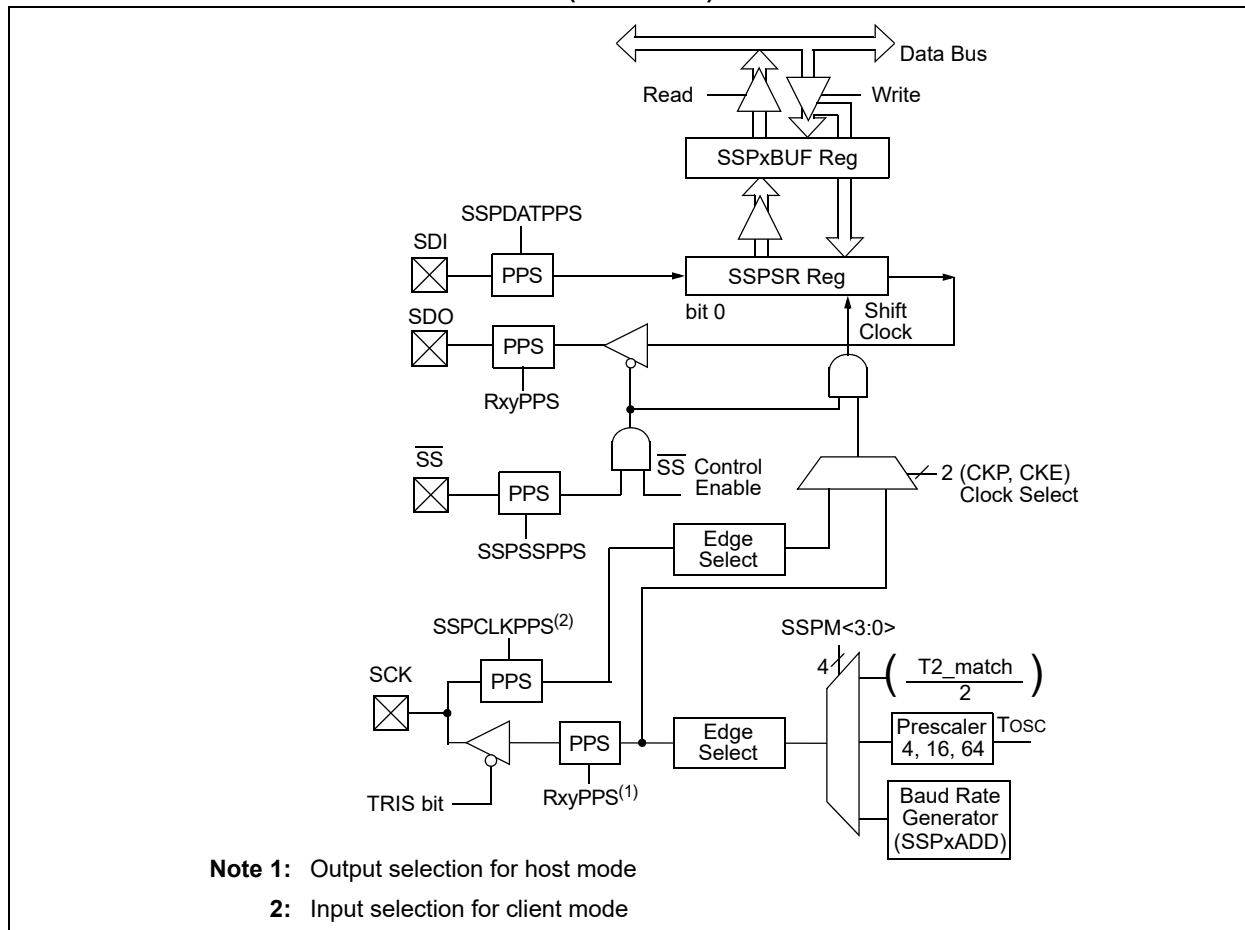 Data Bus
Read
Write
SSPxBUF Reg
SSPDATPPS
SDI
PPS
SSPSR Reg
bit 0
Shift
Clock
SDO
PPS
RxyPPS
SS
PPS
SS Control
Enable
2 (CKP, CKE)
Clock Select
SSPSSPPS
Edge
Select
SSPCLKPPS(2)
SSPM<3:0>
SCK
PPS
4
( T2_match
2 )
PPS
Edge
Select
Prescaler
4, 16, 64
TOSC
TRIS bit
RxyPPS(1)
Baud Rate
Generator
(SSPxADD)
Note 1: Output selection for host mode
2: Input selection for client mode